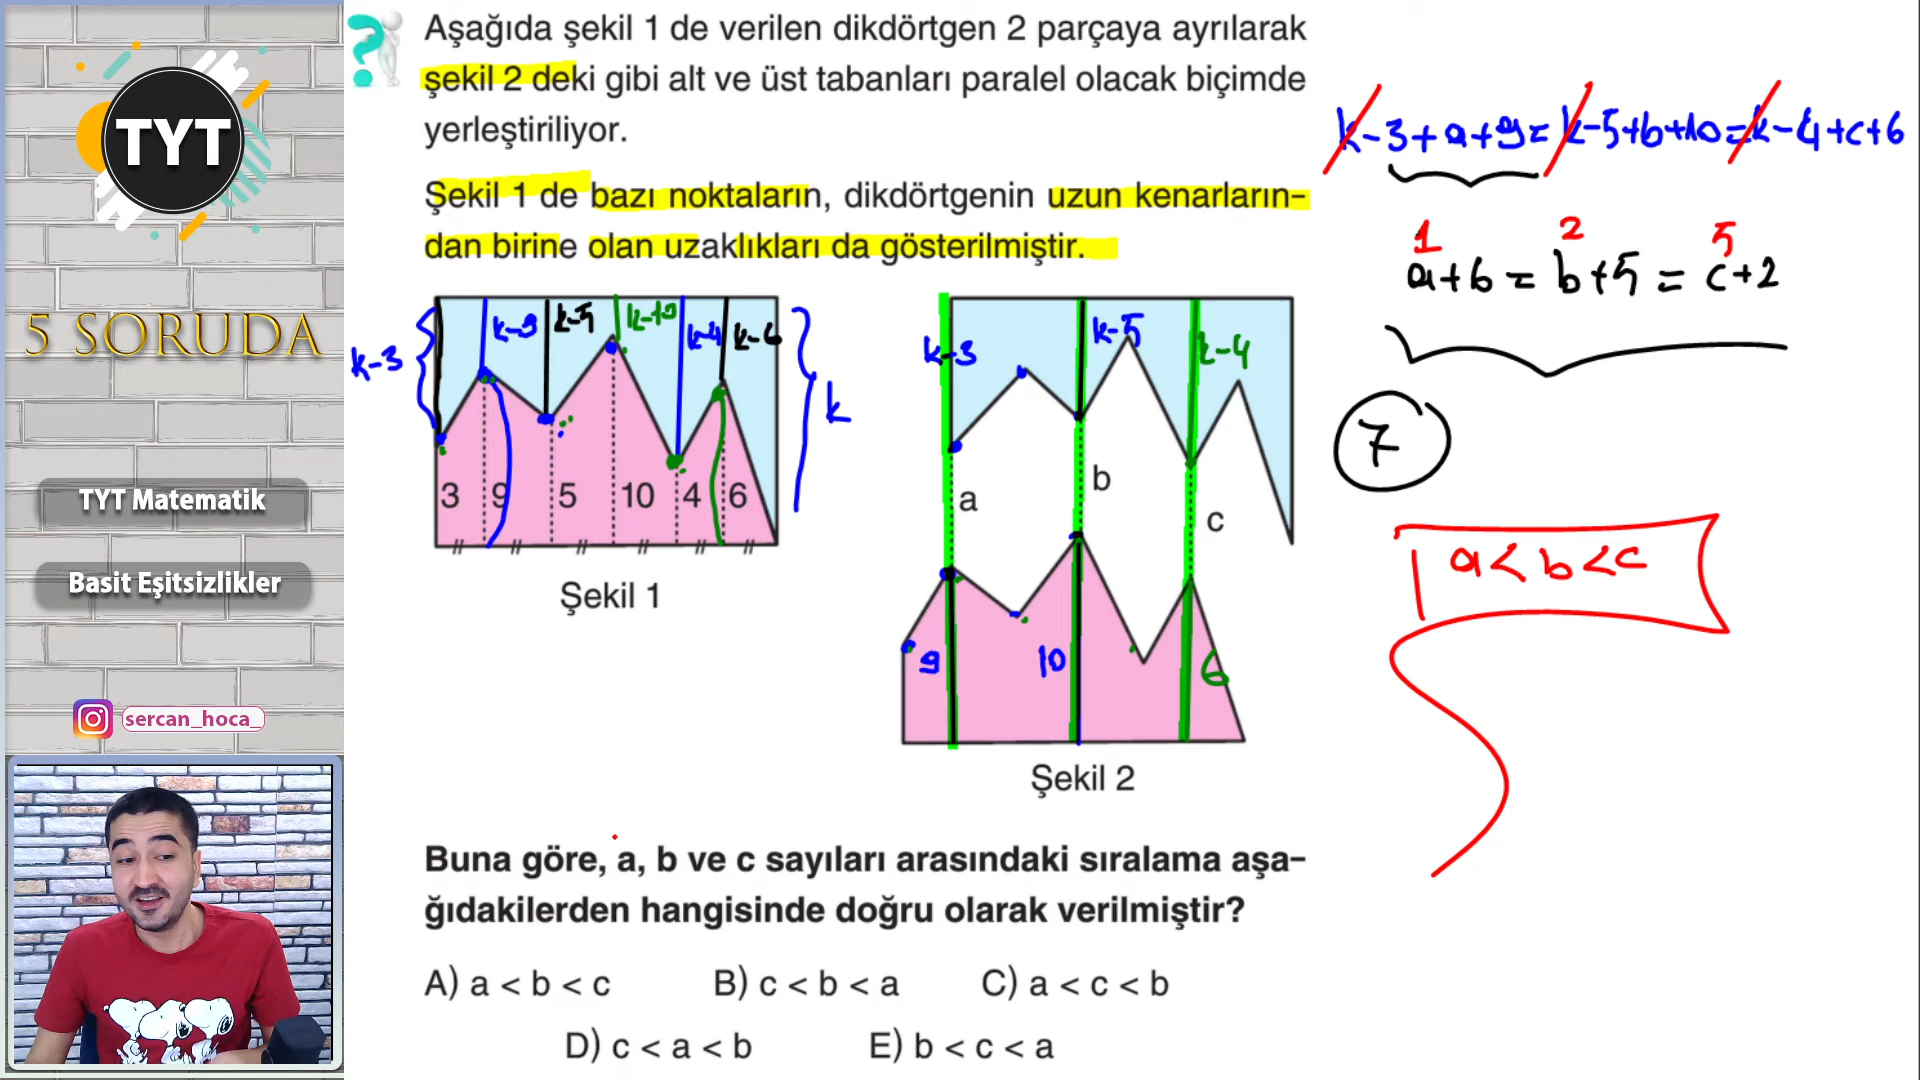 TYT
5 SORUDA
TYT Matematik
Basit Eşitsizlikler
sercan_hoca_
Aşağıda şekil 1 de verilen dikdörtgen 2 parçaya ayrılarak
şekil 2 deki gibi alt ve üst tabanları paralel olacak biçimde
yerleştiriliyor.
Şekil 1 de bazı noktaların, dikdörtgenin uzun kenarların-
dan birine olan uzaklıkları da gösterilmiştir.
k-3 k-9 k-5 k-10 k-4 k-6 k
3 9 5 10 4 6
Şekil 1
k-3 k-5 k-4
a b c
9 10 6
Şekil 2
Buna göre, a, b ve c sayıları arasındaki sıralama aşa-
ğıdakilerden hangisinde doğru olarak verilmiştir?
A) a < b < c B) c < b < a C) a < c < b
D) c < a < b E) b < c < a
k-3+a+9=k-5+b+10=k-4+c+6
1 2 5
a+6=b+5=c+2
7
a<b<c